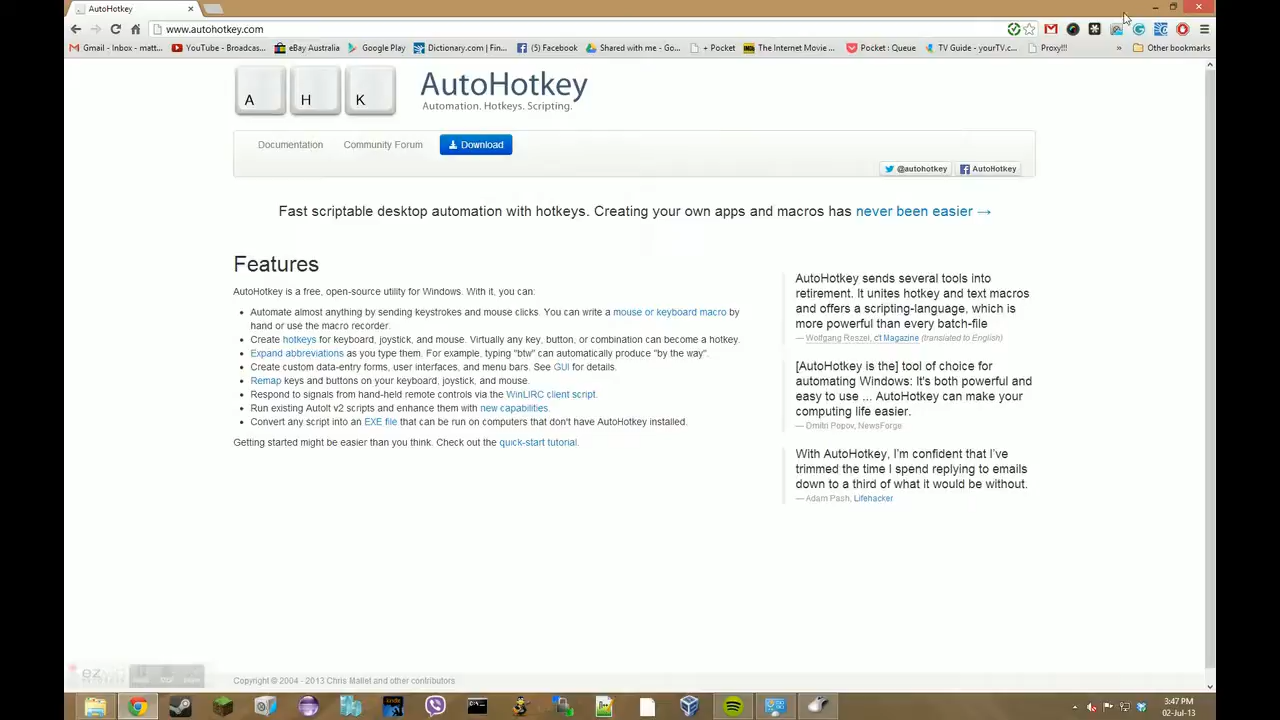 AutoHotkey
www.autohotkey.com
Gmail - Inbox - matt... YouTube - Broadcas... eBay Australia Google Play Dictionary.com | Fin... (5) Facebook Shared with me - Go... + Pocket The Internet Movie ... Pocket : Queue TV Guide - yourTV.c... Proxy!!! » Other bookmarks
A H K
AutoHotkey
Automation. Hotkeys. Scripting.
Documentation Community Forum Download
@autohotkey AutoHotkey
Fast scriptable desktop automation with hotkeys. Creating your own apps and macros has never been easier →
Features
AutoHotkey is a free, open-source utility for Windows. With it, you can:
• Automate almost anything by sending keystrokes and mouse clicks. You can write a mouse or keyboard macro by
hand or use the macro recorder.
• Create hotkeys for keyboard, joystick, and mouse. Virtually any key, button, or combination can become a hotkey.
• Expand abbreviations as you type them. For example, typing "btw" can automatically produce "by the way".
• Create custom data-entry forms, user interfaces, and menu bars. See GUI for details.
• Remap keys and buttons on your keyboard, joystick, and mouse.
• Respond to signals from hand-held remote controls via the WinLIRC client script.
• Run existing AutoIt v2 scripts and enhance them with new capabilities.
• Convert any script into an EXE file that can be run on computers that don't have AutoHotkey installed.
Getting started might be easier than you think. Check out the quick-start tutorial.
AutoHotkey sends several tools into
retirement. It unites hotkey and text macros
and offers a scripting-language, which is
more powerful than every batch-file
— Wolfgang Reszel, c't Magazine (translated to English)
[AutoHotkey is the] tool of choice for
automating Windows: It's both powerful and
easy to use ... AutoHotkey can make your
computing life easier.
— Dmitri Popov, NewsForge
With AutoHotkey, I'm confident that I've
trimmed the time I spend replying to emails
down to a third of what it would be without.
— Adam Pash, Lifehacker
Copyright © 2004 - 2013 Chris Mallet and other contributors
3:47 PM
02-Jul-13